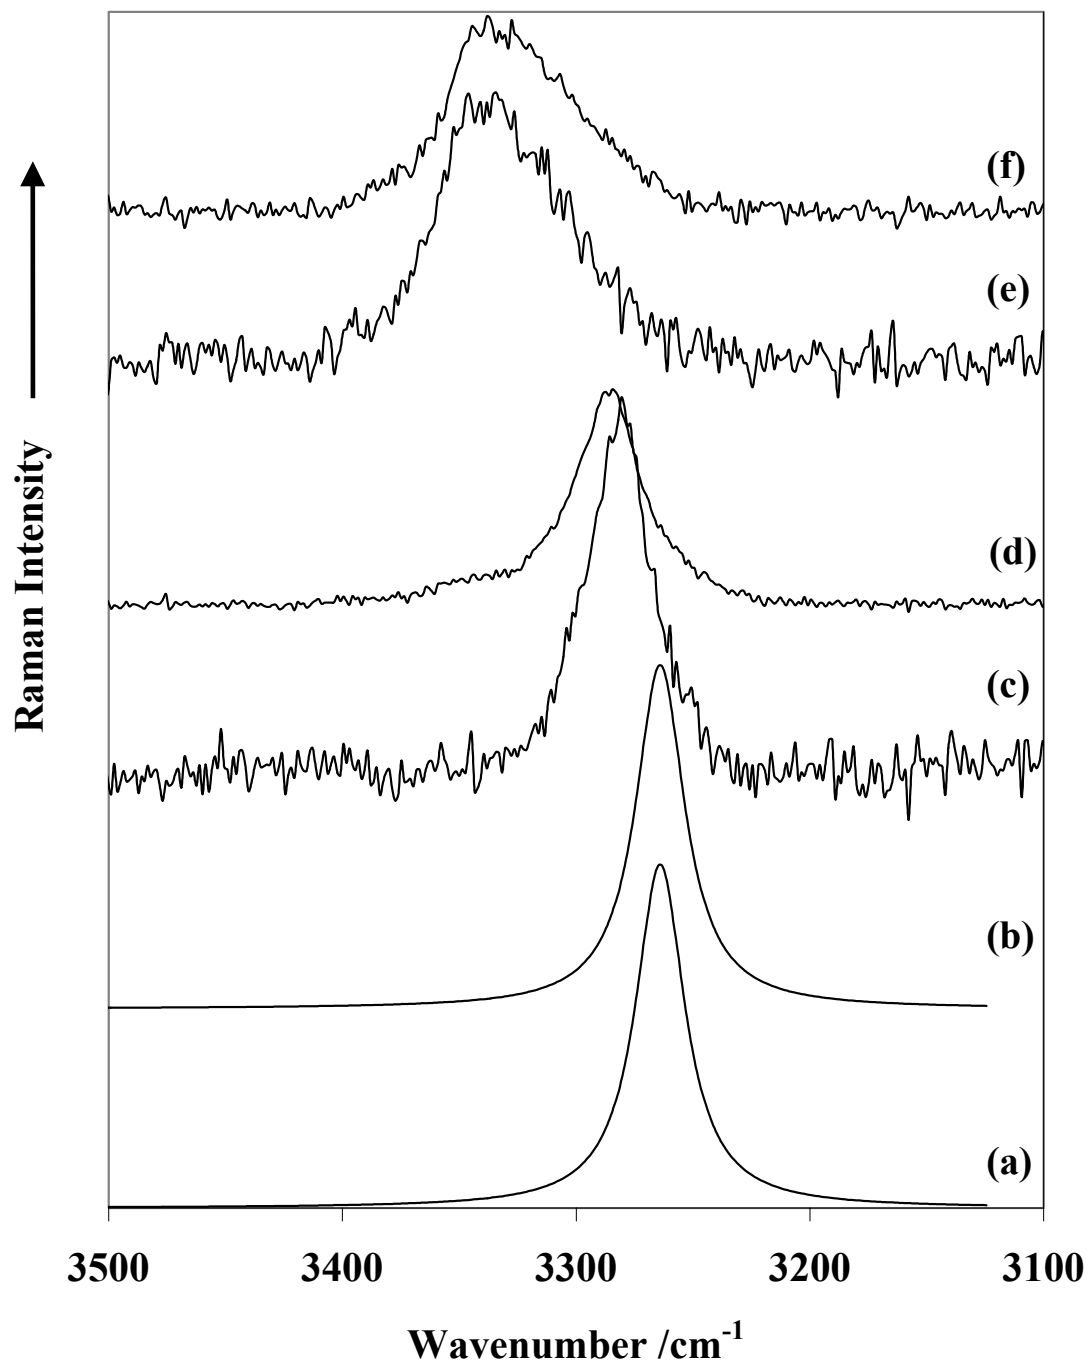 (f)
(e)
(d)
(c)
(b)
(a)
Raman Intensity
3500 3400 3300 3200 3100
Wavenumber /cm-1